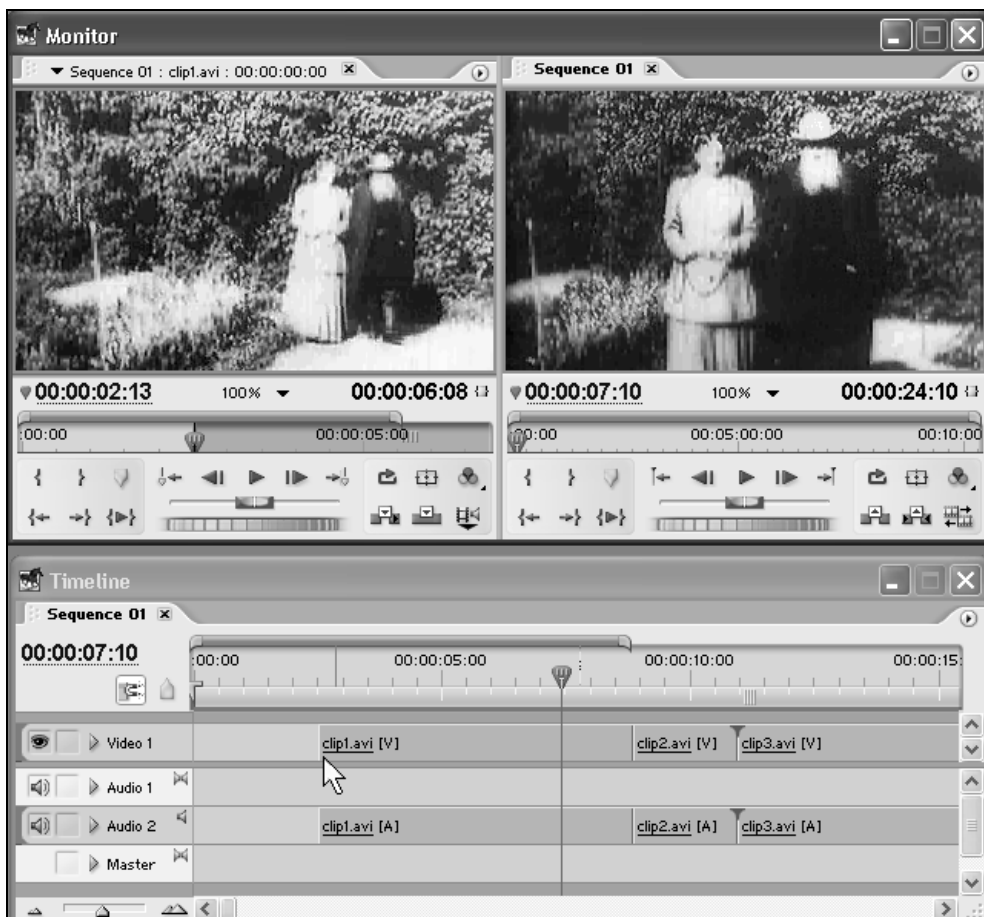 Monitor
Sequence 01 : clip1.avi : 00:00:00:00
Sequence 01
00:00:02:13 100% 00:00:06:08
00:00:07:10 100% 00:00:24:10
:00:00 00:00:05:00
00:00 00:05:00:00 00:10:00
Timeline
Sequence 01
00:00:07:10
:00:00 00:00:05:00 00:00:10:00 00:00:15:
Video 1 clip1.avi [V] clip2.avi [V] clip3.avi [V]
Audio 1
Audio 2 clip1.avi [A] clip2.avi [A] clip3.avi [A]
Master